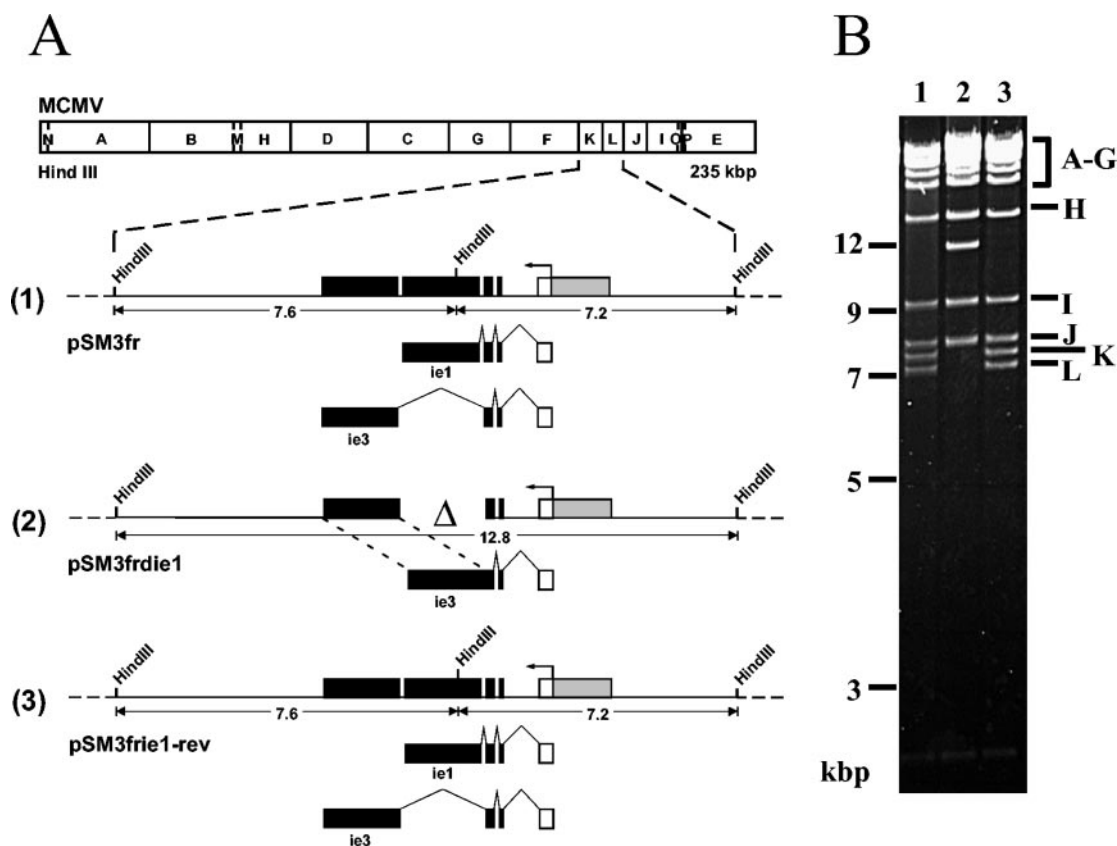 A
MCMV
N A B M H D C G F K L J I O P E
Hind III 235 kbp
HindIII HindIII HindIII
(1)
7.6 7.2
pSM3fr
ie1
ie3
HindIII HindIII
(2)
Δ
12.8
pSM3frdie1
ie3
HindIII HindIII HindIII
(3)
7.6 7.2
pSM3frie1-rev
ie1
ie3
B
1 2 3
A-G
H
12
I
9
J
K
L
7
5
3
kbp